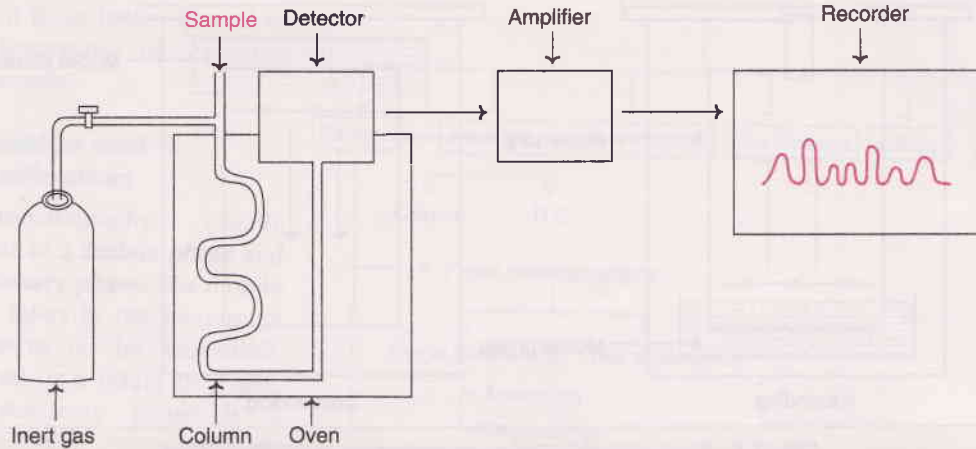 Sample
Detector
Amplifier
Recorder
Inert gas
Column
Oven